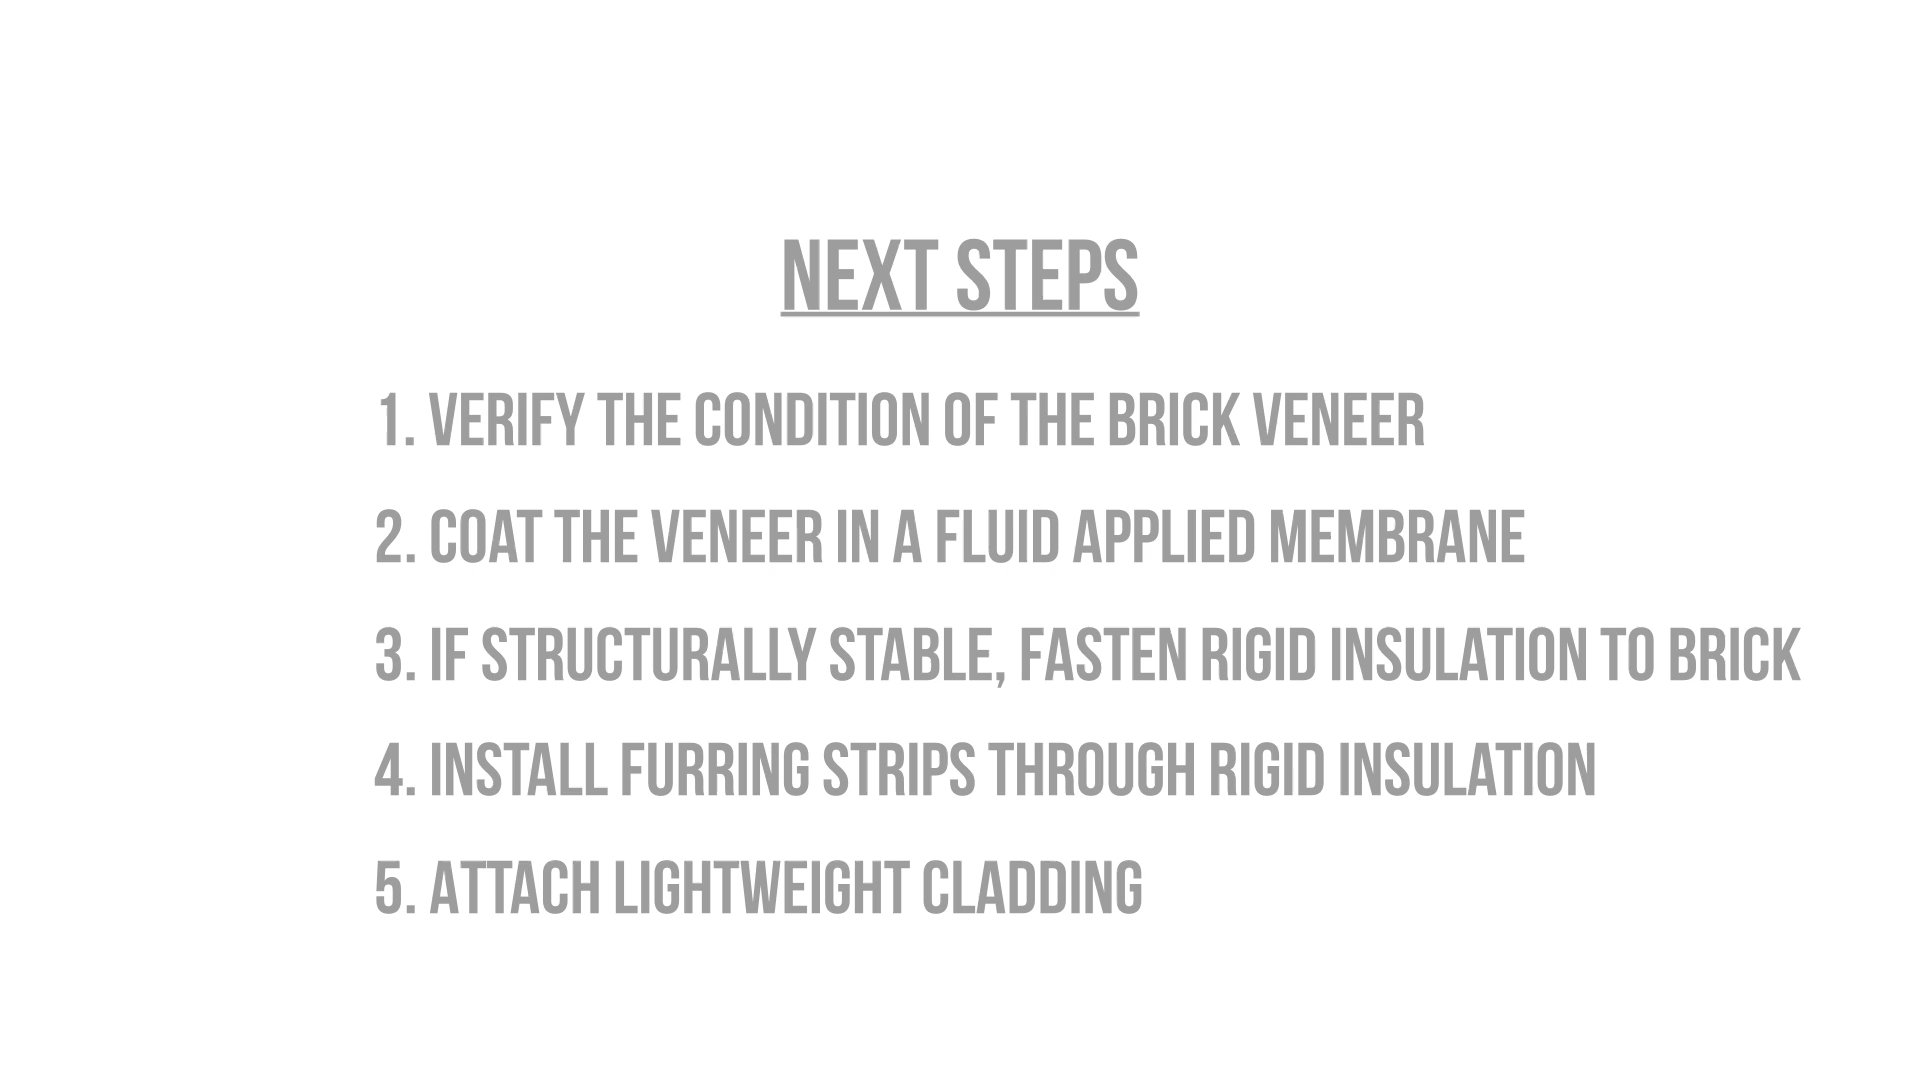 NEXT STEPS
1. VERIFY THE CONDITION OF THE BRICK VENEER
2. COAT THE VENEER IN A FLUID APPLIED MEMBRANE
3. IF STRUCTURALLY STABLE, FASTEN RIGID INSULATION TO BRICK
4. INSTALL FURRING STRIPS THROUGH RIGID INSULATION
5. ATTACH LIGHTWEIGHT CLADDING